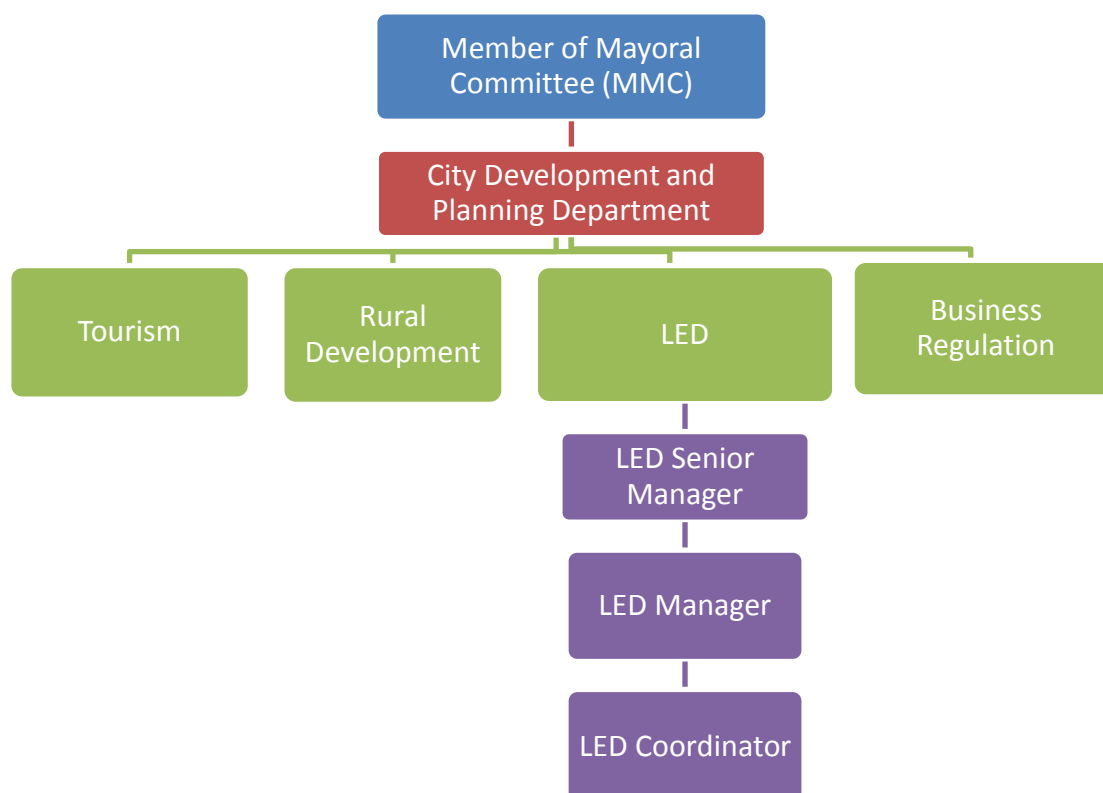 Member of Mayoral
Committee (MMC)
City Development and
Planning Department
Tourism
Rural
Development
LED
Business
Regulation
LED Senior
Manager
LED Manager
LED Coordinator